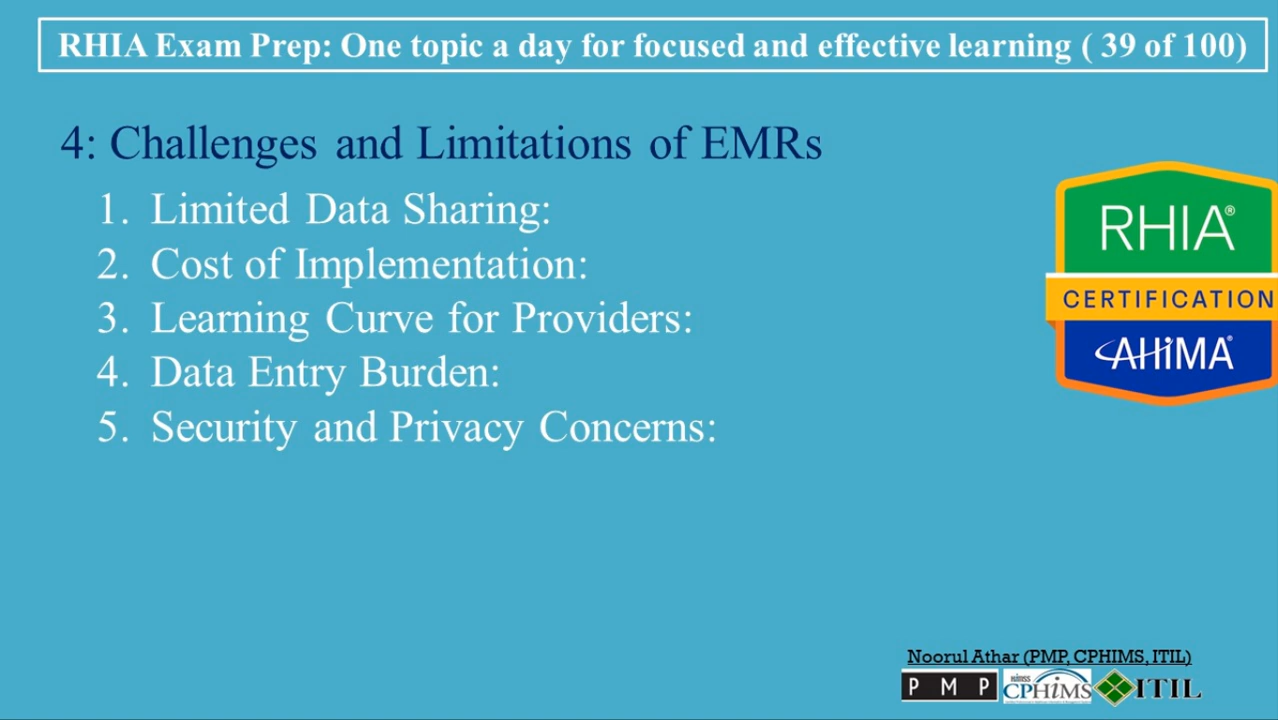 RHIA Exam Prep: One topic a day for focused and effective learning ( 39 of 100)
4: Challenges and Limitations of EMRs
1. Limited Data Sharing:
2. Cost of Implementation:
3. Learning Curve for Providers:
4. Data Entry Burden:
5. Security and Privacy Concerns:
RHIA®
CERTIFICATION
AHIMA®
Noorul Athar (PMP, CPHIMS, ITIL)
PMP
himss
CPHiMS
ITIL